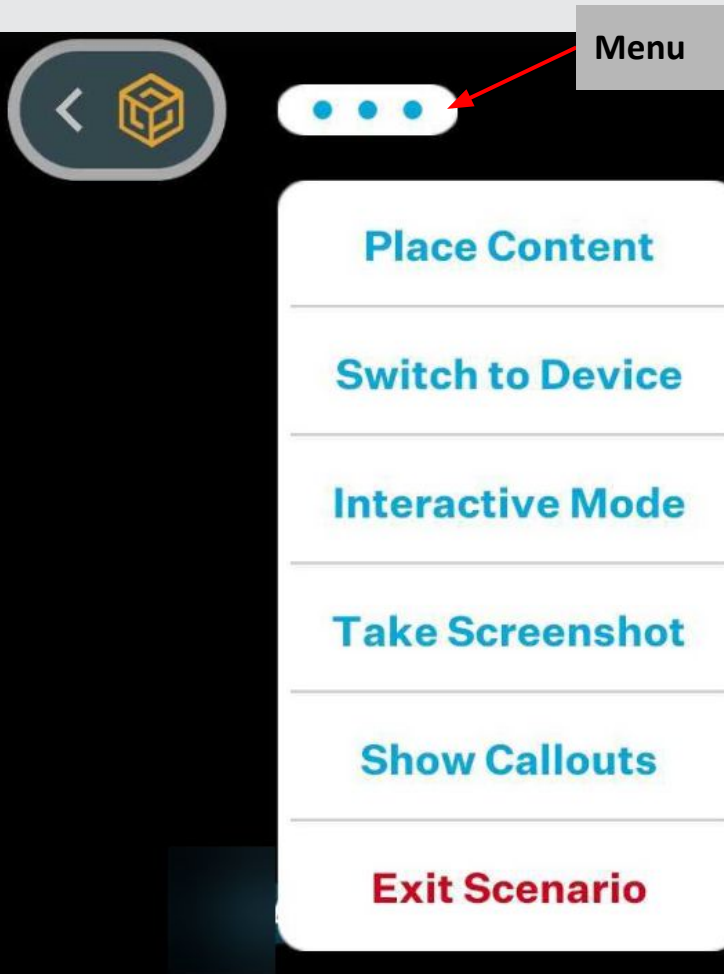 Menu
Place Content
Switch to Device
Interactive Mode
Take Screenshot
Show Callouts
Exit Scenario